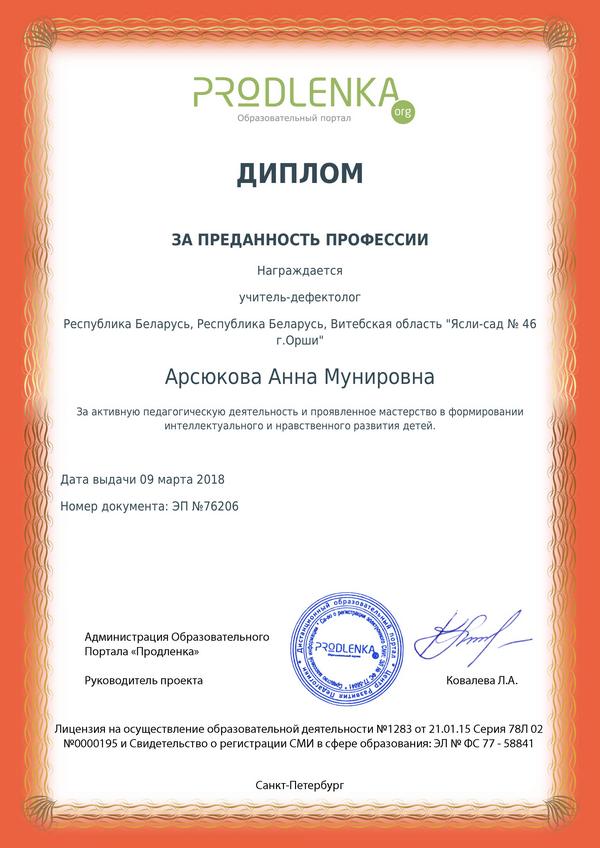 PRODLENKA
org
Образовательный портал
ДИПЛОМ
ЗА ПРЕДАННОСТЬ ПРОФЕССИИ
Награждается
учитель-дефектолог
Республика Беларусь, Республика Беларусь, Витебская область "Ясли-сад № 46
г.Орши"
Арсюкова Анна Мунировна
За активную педагогическую деятельность и проявленное мастерство в формировании
интеллектуального и нравственного развития детей.
Дата выдачи 09 марта 2018
Номер документа: ЭП №76206
Администрация Образовательного
Портала «Продленка»
Руководитель проекта
Дистанционный образовательный портал
Центр Развития Педагогики
PRODLENKA
Ковалева Л.А.
Лицензия на осуществление образовательной деятельности №1283 от 21.01.15 Серия 78Л 02
№0000195 и Свидетельство о регистрации СМИ в сфере образования: ЭЛ № ФС 77 - 58841
Санкт-Петербург